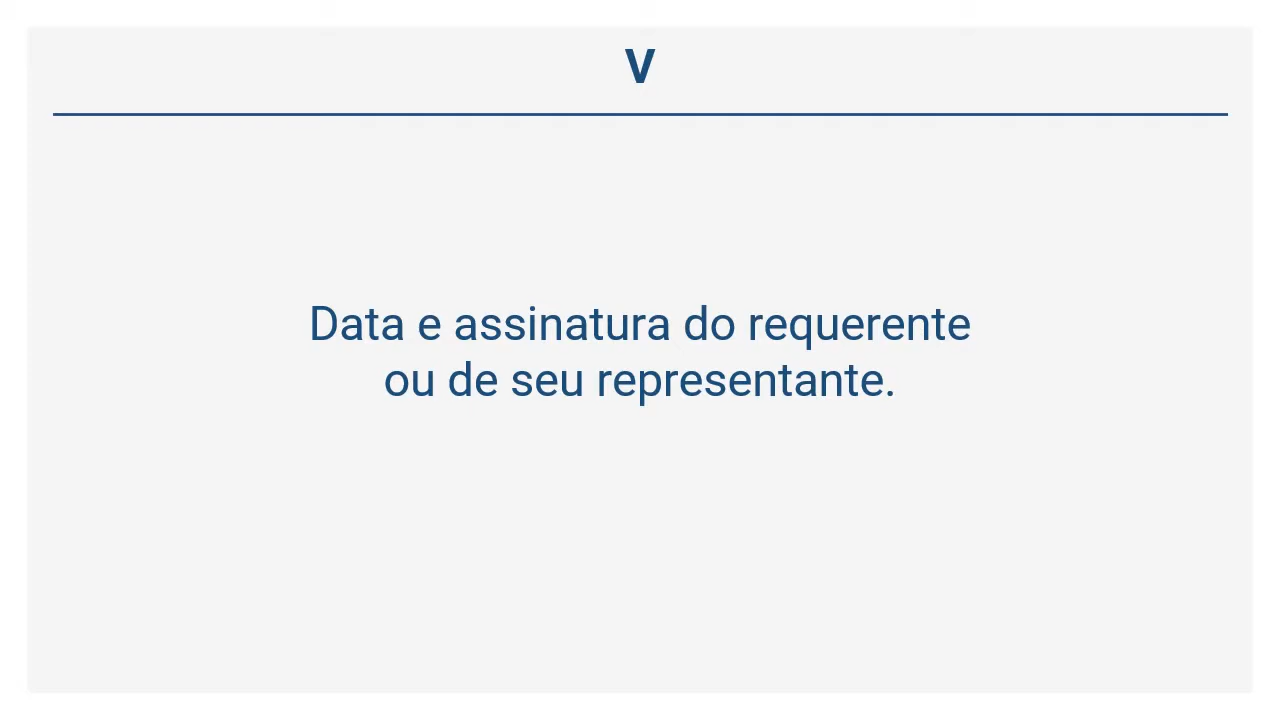 V
Data e assinatura do requerente
ou de seu representante.